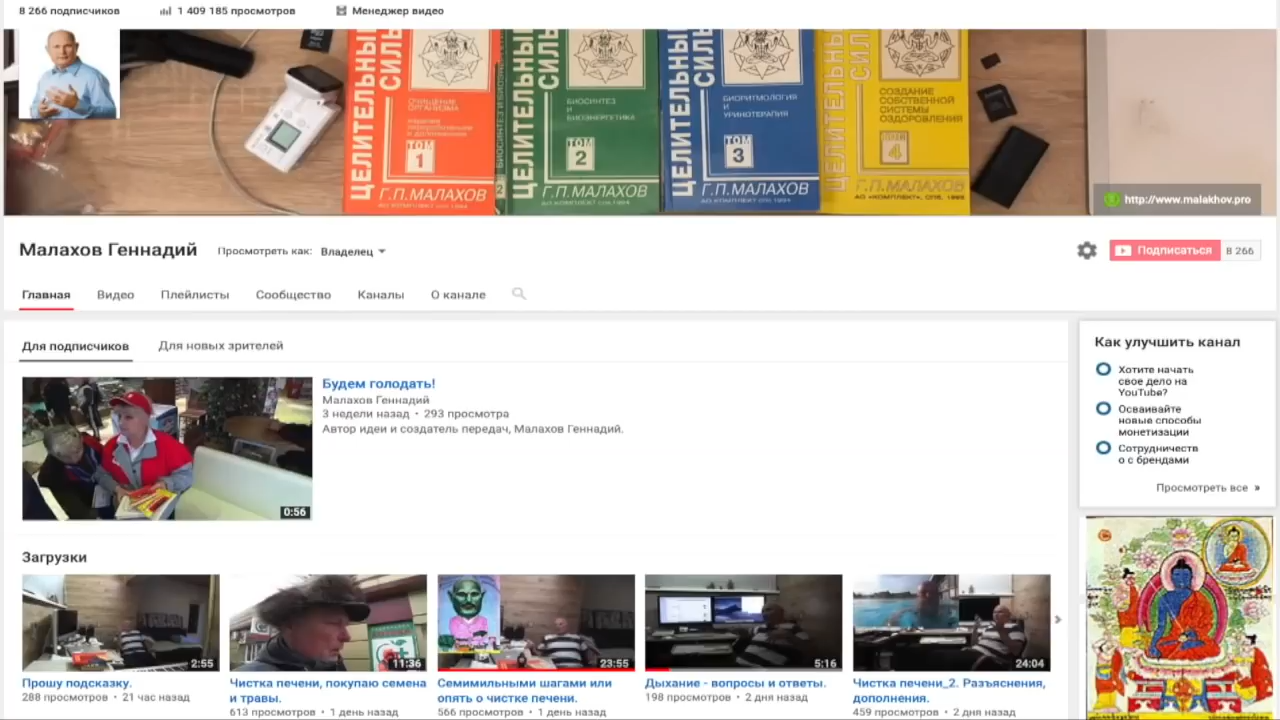 8 266 подписчиков
1 409 185 просмотров
Менеджер видео
ЦЕЛИТЕЛЬНЫЕ
СИЛЫ
ОЧИЩЕНИЕ
ОРГАНИЗМА
ТОМ
1
Г.П.МАЛАХОВ
ЦЕЛИТЕЛЬНЫЕ
СИЛЫ
БИОСИНТЕЗ
И
БИОЭНЕРГЕТИКА
ТОМ
2
Г.П.МАЛАХОВ
ЦЕЛИТЕЛЬНЫЕ
СИЛЫ
БИОРИТМОЛОГИЯ
И
УРИНОТЕРАПИЯ
ТОМ
3
Г.П.МАЛАХОВ
ЦЕЛИТЕЛЬНЫЕ
СИЛЫ
СОЗДАНИЕ
СОБСТВЕННОЙ
СИСТЕМЫ
ОЗДОРОВЛЕНИЯ
ТОМ
4
Г.П.МАЛАХОВ
http://www.malakhov.pro
Малахов Геннадий
Просмотреть как: Владелец
Подписаться 8 266
Главная Видео Плейлисты Сообщество Каналы О канале
Для подписчиков Для новых зрителей
Будем голодать!
Малахов Геннадий
3 недели назад • 293 просмотра
Автор идеи и создатель передач, Малахов Геннадий.
0:56
Как улучшить канал
Хотите начать
свое дело на
YouTube?
Осваивайте
новые способы
монетизации
Сотрудничеств
о с брендами
Просмотреть все »
Загрузки
2:55
Прошу подсказку.
288 просмотров • 21 час назад
11:36
Чистка печени, покупаю семена
и травы.
613 просмотров • 1 день назад
23:55
Семимильными шагами или
опять о чистке печени.
566 просмотров • 1 день назад
5:16
Дыхание - вопросы и ответы.
198 просмотров • 2 дня назад
24:04
Чистка печени_2. Разъяснения,
дополнения.
459 просмотров • 2 дня назад